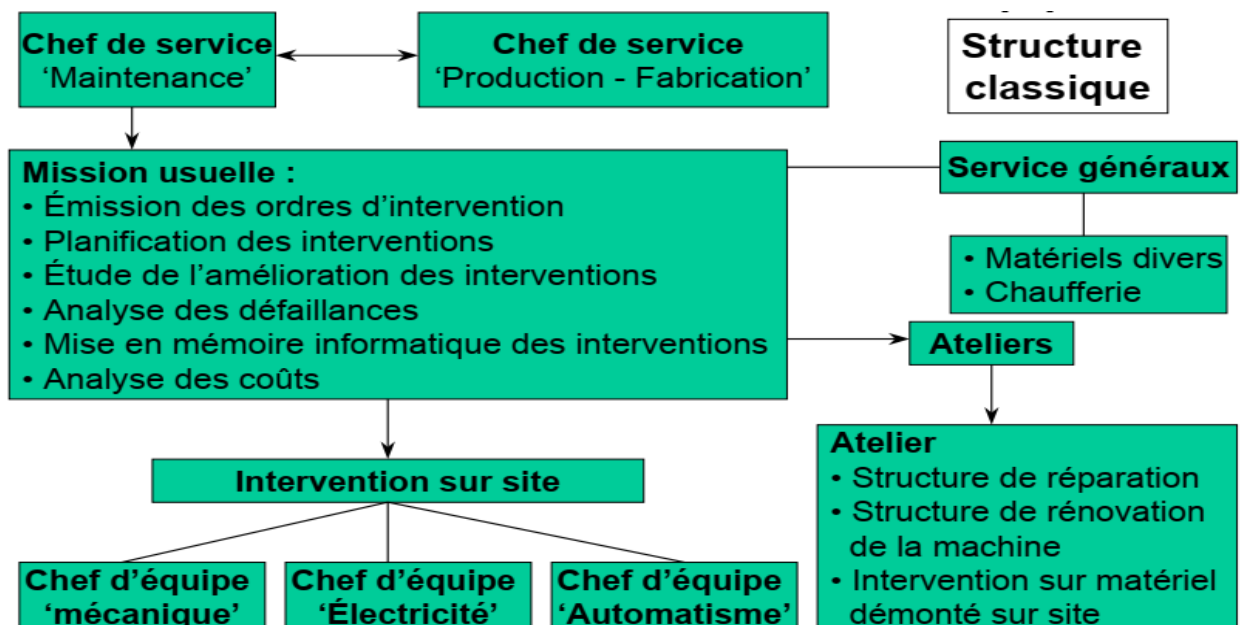 Chef de service
‘Maintenance’
Chef de service
‘Production - Fabrication’
Structure
classique
Mission usuelle :
• Émission des ordres d’intervention
• Planification des interventions
• Étude de l’amélioration des interventions
• Analyse des défaillances
• Mise en mémoire informatique des interventions
• Analyse des coûts
Service généraux
• Matériels divers
• Chaufferie
Ateliers
Intervention sur site
Atelier
• Structure de réparation
• Structure de rénovation
de la machine
• Intervention sur matériel
démonté sur site
Chef d’équipe
‘mécanique’
Chef d’équipe
‘Électricité’
Chef d’équipe
‘Automatisme’